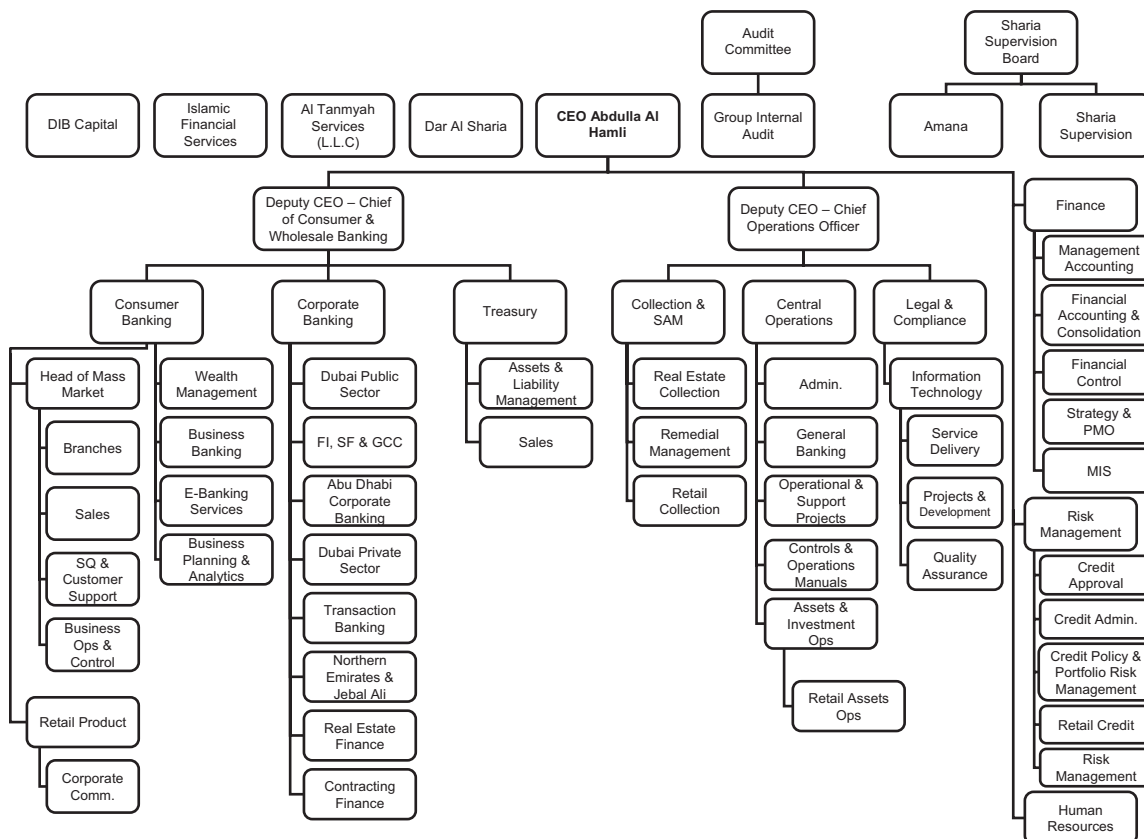 Audit
Committee
Sharia
Supervision
Board
DIB Capital
Islamic
Financial
Services
Al Tanmyah
Services
(L.L.C)
Dar Al Sharia
CEO Abdulla Al
Hamli
Group Internal
Audit
Amana
Sharia
Supervision
Deputy CEO – Chief
of Consumer &
Wholesale Banking
Deputy CEO – Chief
Operations Officer
Consumer
Banking
Head of Mass
Market
Branches
Sales
SQ &
Customer
Support
Business
Ops &
Control
Retail Product
Corporate
Comm.
Wealth
Management
Business
Banking
E-Banking
Services
Business
Planning &
Analytics
Corporate
Banking
Dubai Public
Sector
FI, SF & GCC
Abu Dhabi
Corporate
Banking
Dubai Private
Sector
Transaction
Banking
Northern
Emirates &
Jebal Ali
Real Estate
Finance
Contracting
Finance
Treasury
Assets &
Liability
Management
Sales
Collection &
SAM
Real Estate
Collection
Remedial
Management
Retail
Collection
Central
Operations
Admin.
General
Banking
Operational &
Support
Projects
Controls &
Operations
Manuals
Assets &
Investment
Ops
Retail Assets
Ops
Legal &
Compliance
Information
Technology
Service
Delivery
Projects &
Development
Quality
Assurance
Finance
Management
Accounting
Financial
Accounting &
Consolidation
Financial
Control
Strategy &
PMO
MIS
Risk
Management
Credit
Approval
Credit Admin.
Credit Policy &
Portfolio Risk
Management
Retail Credit
Risk
Management
Human
Resources